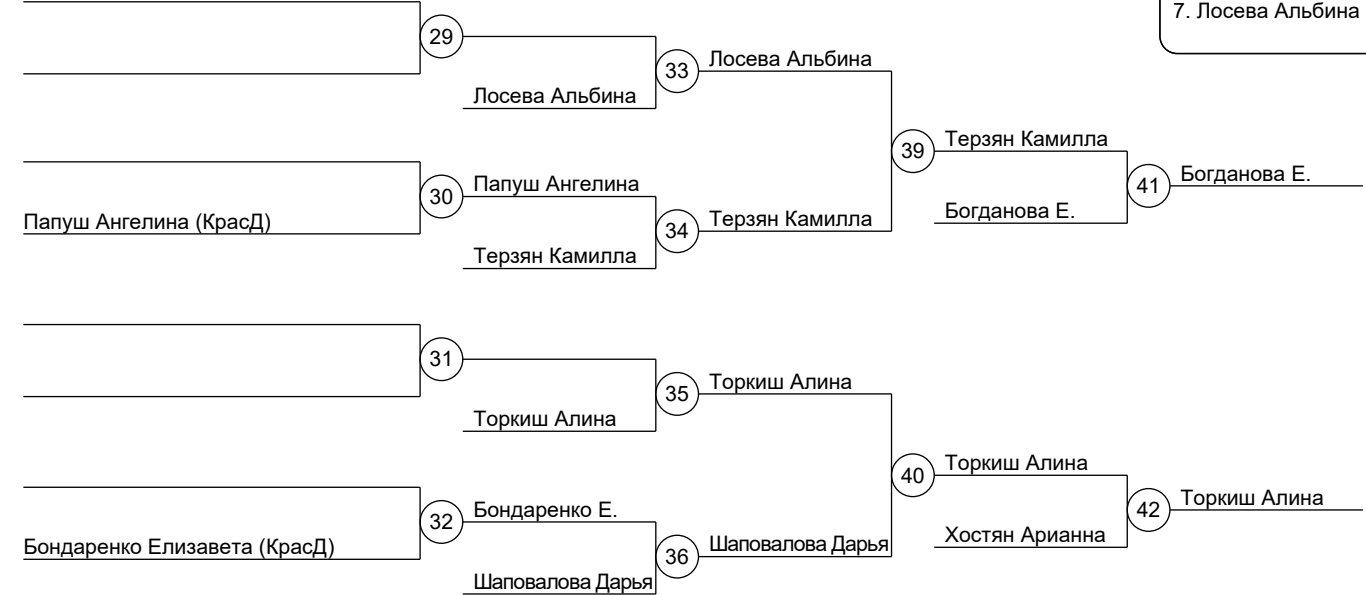 7. Лосева Альбина
29
Лосева Альбина
33
Лосева Альбина
39
Терзян Камилла
41
Богданова Е.
Папуш Ангелина (КрасД)
30
Папуш Ангелина
34
Терзян Камилла
Богданова Е.
Терзян Камилла
31
35
Торкиш Алина
Торкиш Алина
40
Торкиш Алина
42
Торкиш Алина
32
Бондаренко Е.
Бондаренко Елизавета (КрасД)
36
Шаповалова Дарья
Хостян Арианна
Шаповалова Дарья